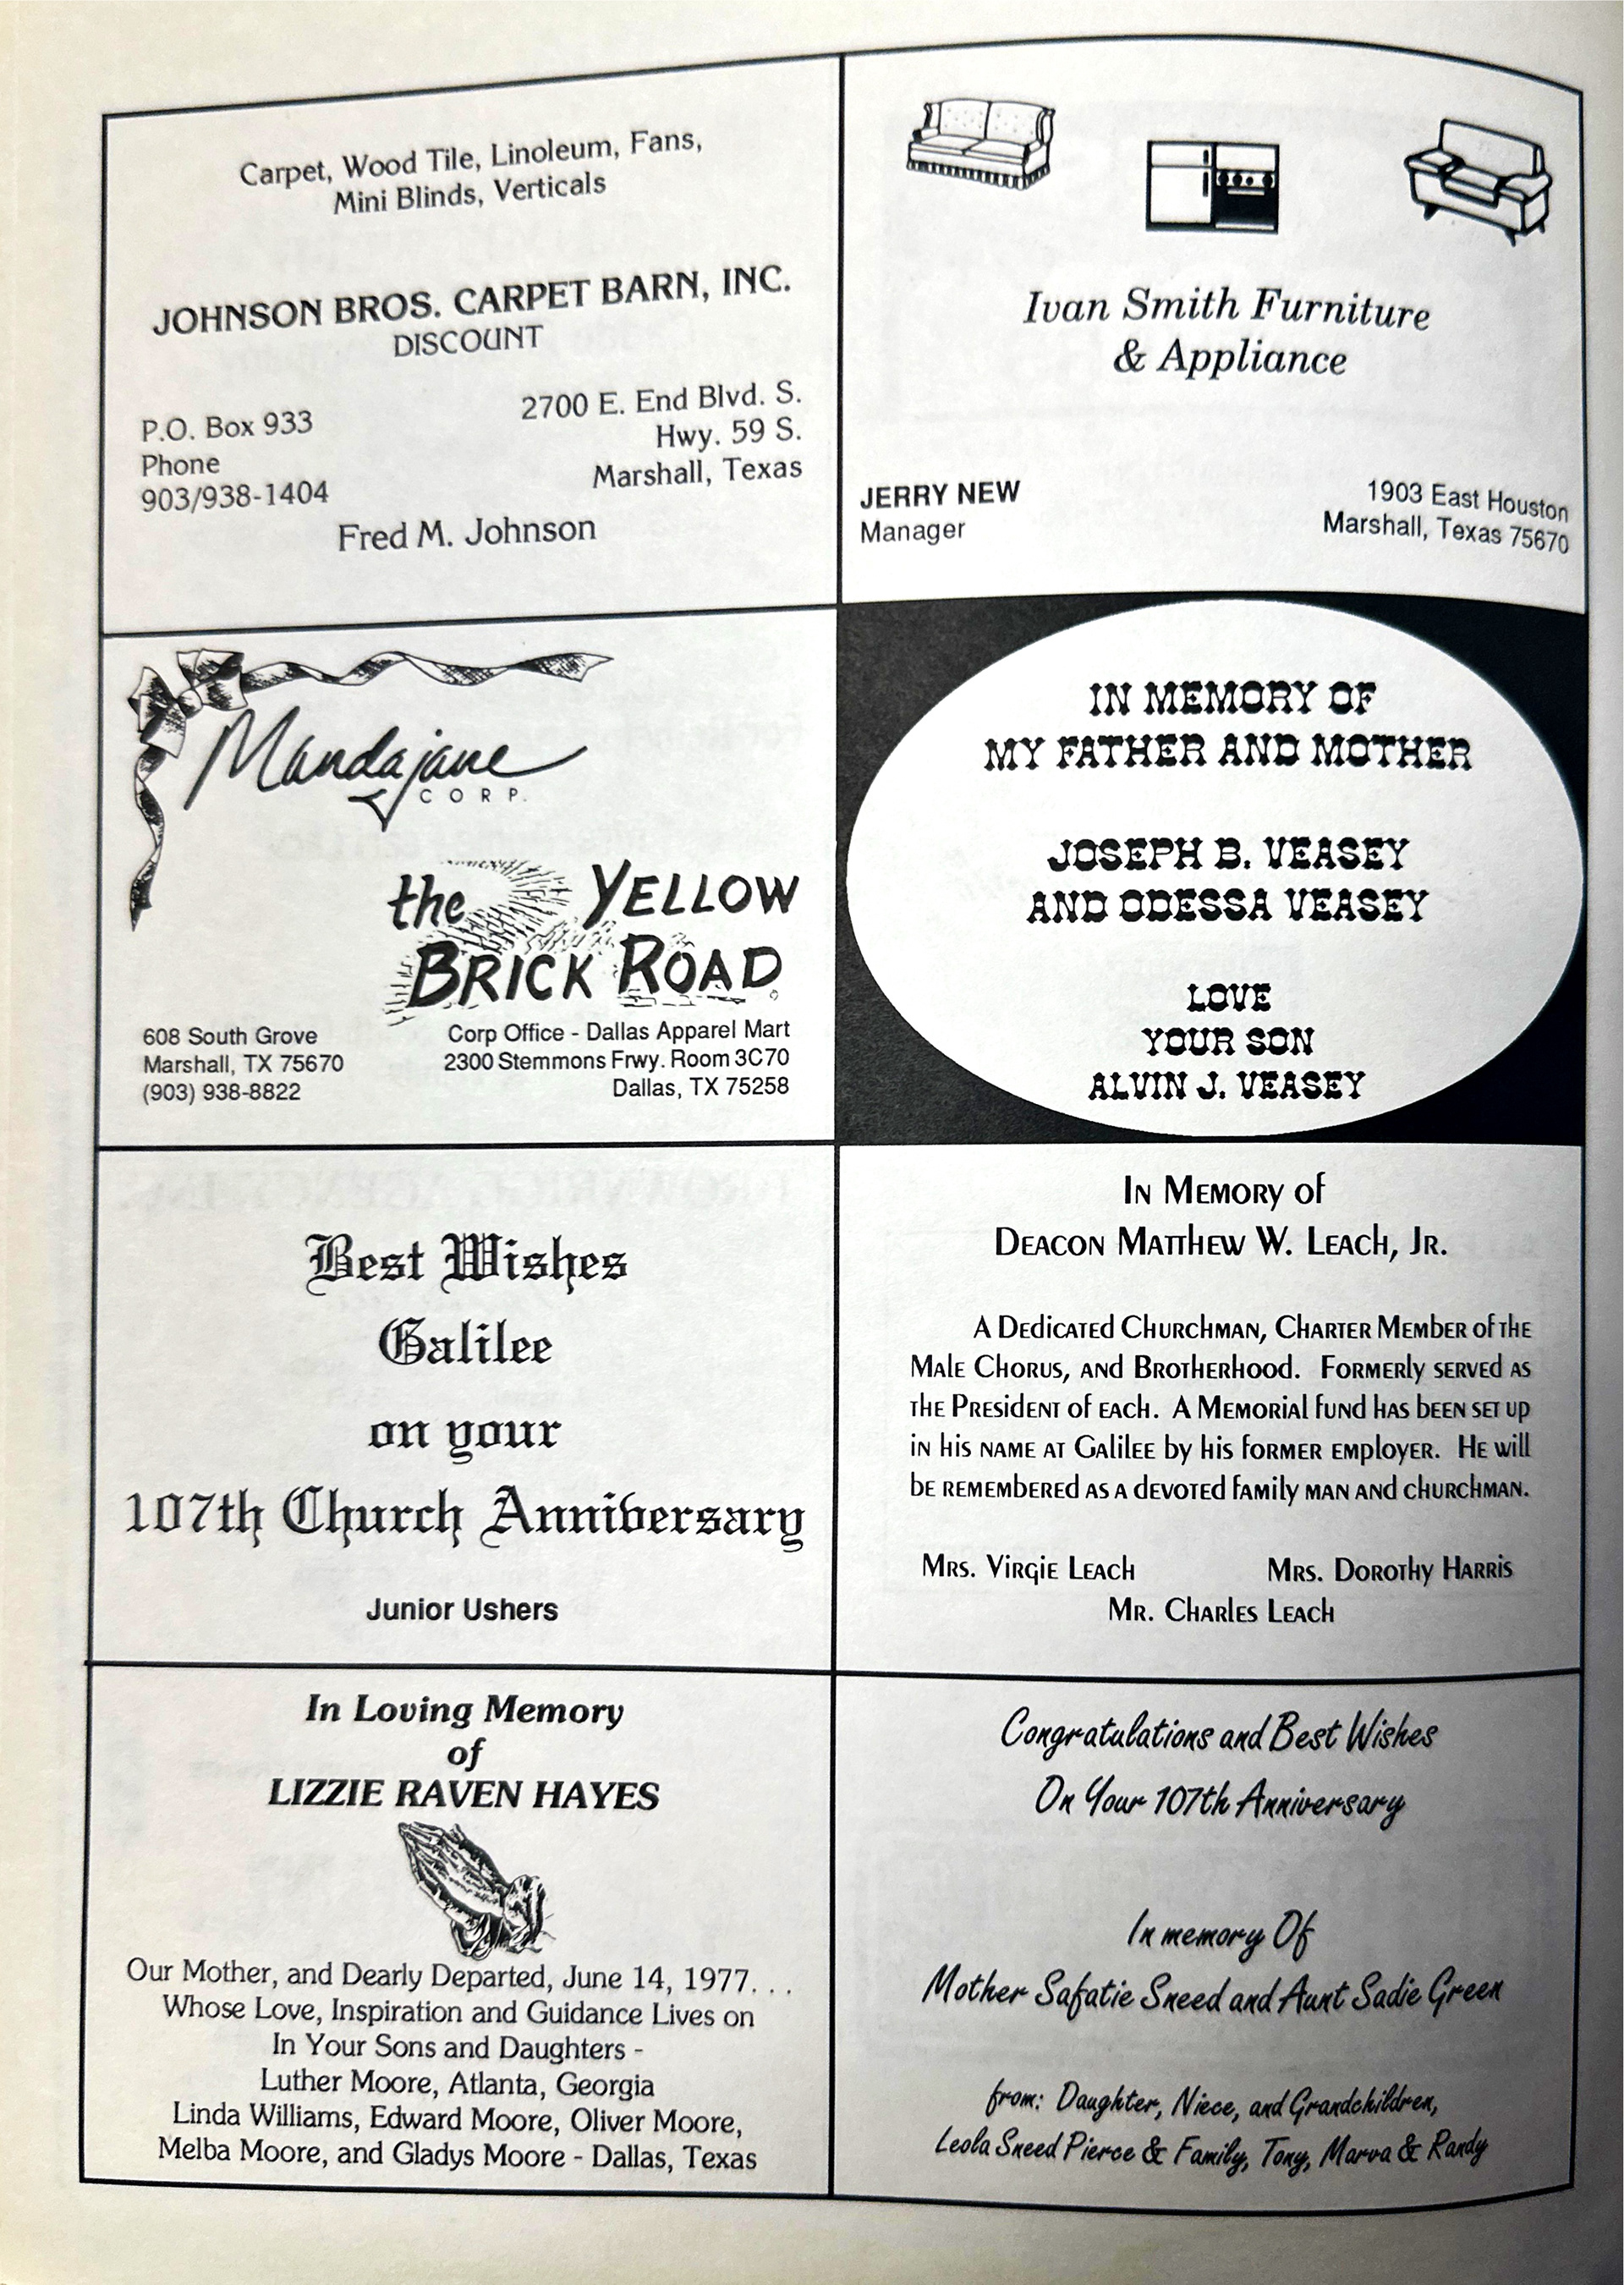 Carpet, Wood Tile, Linoleum, Fans,
Mini Blinds, Verticals
JOHNSON BROS. CARPET BARN, INC.
DISCOUNT
P.O. Box 933
Phone
903/938-1404
2700 E. End Blvd. S.
Hwy. 59 S.
Marshall, Texas
Fred M. Johnson
Ivan Smith Furniture
& Appliance
JERRY NEW
Manager
1903 East Houston
Marshall, Texas 75670
Mandajane
CORP.
the YELLOW
BRICK ROAD
608 South Grove
Marshall, TX 75670
(903) 938-8822
Corp Office - Dallas Apparel Mart
2300 Stemmons Frwy. Room 3C70
Dallas, TX 75258
IN MEMORY OF
MY FATHER AND MOTHER
JOSEPH B. VEASEY
AND ODESSA VEASEY
LOVE
YOUR SON
ALVIN J. VEASEY
Best Wishes
Galilee
on your
107th Church Anniversary
Junior Ushers
In Memory of
Deacon Matthew W. Leach, Jr.
A Dedicated Churchman, Charter Member of the
Male Chorus, and Brotherhood. Formerly served as
the President of each. A Memorial fund has been set up
in his name at Galilee by his former employer. He will
be remembered as a devoted family man and churchman.
Mrs. Virgie Leach Mrs. Dorothy Harris
Mr. Charles Leach
In Loving Memory
of
LIZZIE RAVEN HAYES
Our Mother, and Dearly Departed, June 14, 1977. . .
Whose Love, Inspiration and Guidance Lives on
In Your Sons and Daughters -
Luther Moore, Atlanta, Georgia
Linda Williams, Edward Moore, Oliver Moore,
Melba Moore, and Gladys Moore - Dallas, Texas
Congratulations and Best Wishes
On Your 107th Anniversary
In memory Of
Mother Safatie Sneed and Aunt Sadie Green
from: Daughter, Niece, and Grandchildren,
Leola Sneed Pierce & Family, Tony, Marva & Randy